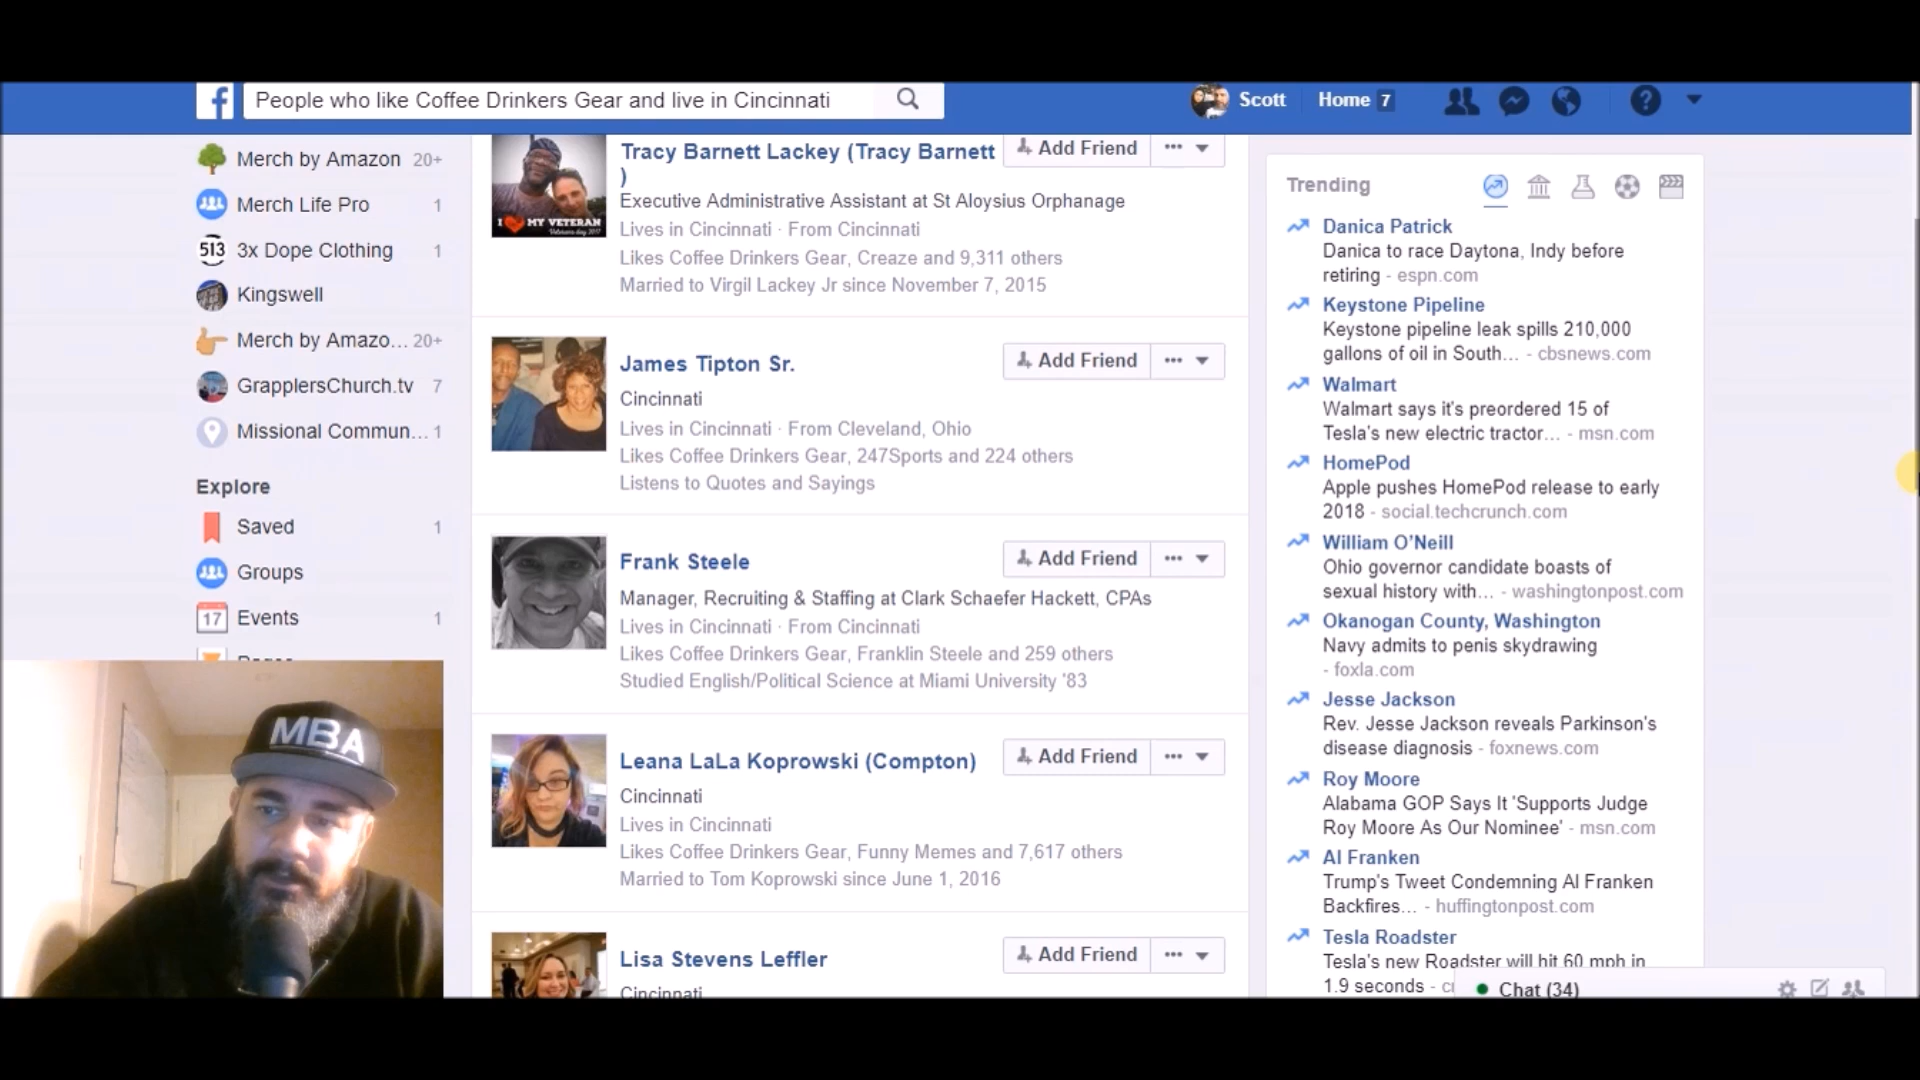 People who like Coffee Drinkers Gear and live in Cincinnati
Scott
Home 7
Merch by Amazon 20+
Merch Life Pro 1
513 3x Dope Clothing 1
Kingswell
Merch by Amazo... 20+
GrapplersChurch.tv 7
Missional Commun... 1
Explore
Saved 1
Groups
17 Events 1
MBA
Tracy Barnett Lackey (Tracy Barnett
)
Add Friend
Executive Administrative Assistant at St Aloysius Orphanage
Lives in Cincinnati · From Cincinnati
Likes Coffee Drinkers Gear, Creaze and 9,311 others
Married to Virgil Lackey Jr since November 7, 2015
I MY VETERAN
Veterans day 2017
James Tipton Sr.
Add Friend
Cincinnati
Lives in Cincinnati · From Cleveland, Ohio
Likes Coffee Drinkers Gear, 247Sports and 224 others
Listens to Quotes and Sayings
Frank Steele
Add Friend
Manager, Recruiting & Staffing at Clark Schaefer Hackett, CPAs
Lives in Cincinnati · From Cincinnati
Likes Coffee Drinkers Gear, Franklin Steele and 259 others
Studied English/Political Science at Miami University '83
Leana LaLa Koprowski (Compton)
Add Friend
Cincinnati
Lives in Cincinnati
Likes Coffee Drinkers Gear, Funny Memes and 7,617 others
Married to Tom Koprowski since June 1, 2016
Lisa Stevens Leffler
Add Friend
Cincinnati
Trending
Danica Patrick
Danica to race Daytona, Indy before
retiring - espn.com
Keystone Pipeline
Keystone pipeline leak spills 210,000
gallons of oil in South... - cbsnews.com
Walmart
Walmart says it's preordered 15 of
Tesla's new electric tractor... - msn.com
HomePod
Apple pushes HomePod release to early
2018 - social.techcrunch.com
William O'Neill
Ohio governor candidate boasts of
sexual history with... - washingtonpost.com
Okanogan County, Washington
Navy admits to penis skydrawing
- foxla.com
Jesse Jackson
Rev. Jesse Jackson reveals Parkinson's
disease diagnosis - foxnews.com
Roy Moore
Alabama GOP Says It 'Supports Judge
Roy Moore As Our Nominee' - msn.com
Al Franken
Trump's Tweet Condemning Al Franken
Backfires... - huffingtonpost.com
Tesla Roadster
Tesla's new Roadster will hit 60 mph in
1.9 seconds -
Chat (34)